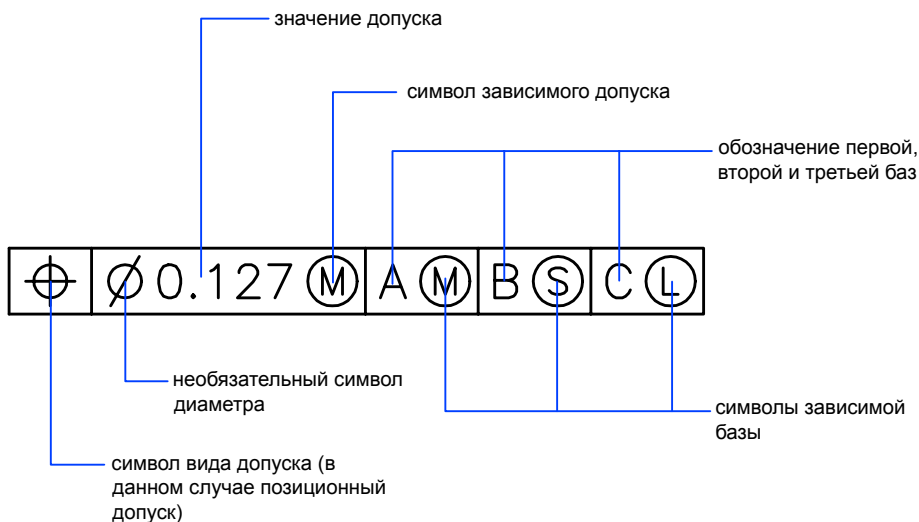 значение допуска
символ зависимого допуска
обозначение первой,
второй и третьей баз
⌖ Ø0.127 Ⓜ A Ⓜ B Ⓢ C Ⓛ
необязательный символ
диаметра
символы зависимой
базы
символ вида допуска (в
данном случае позиционный
допуск)